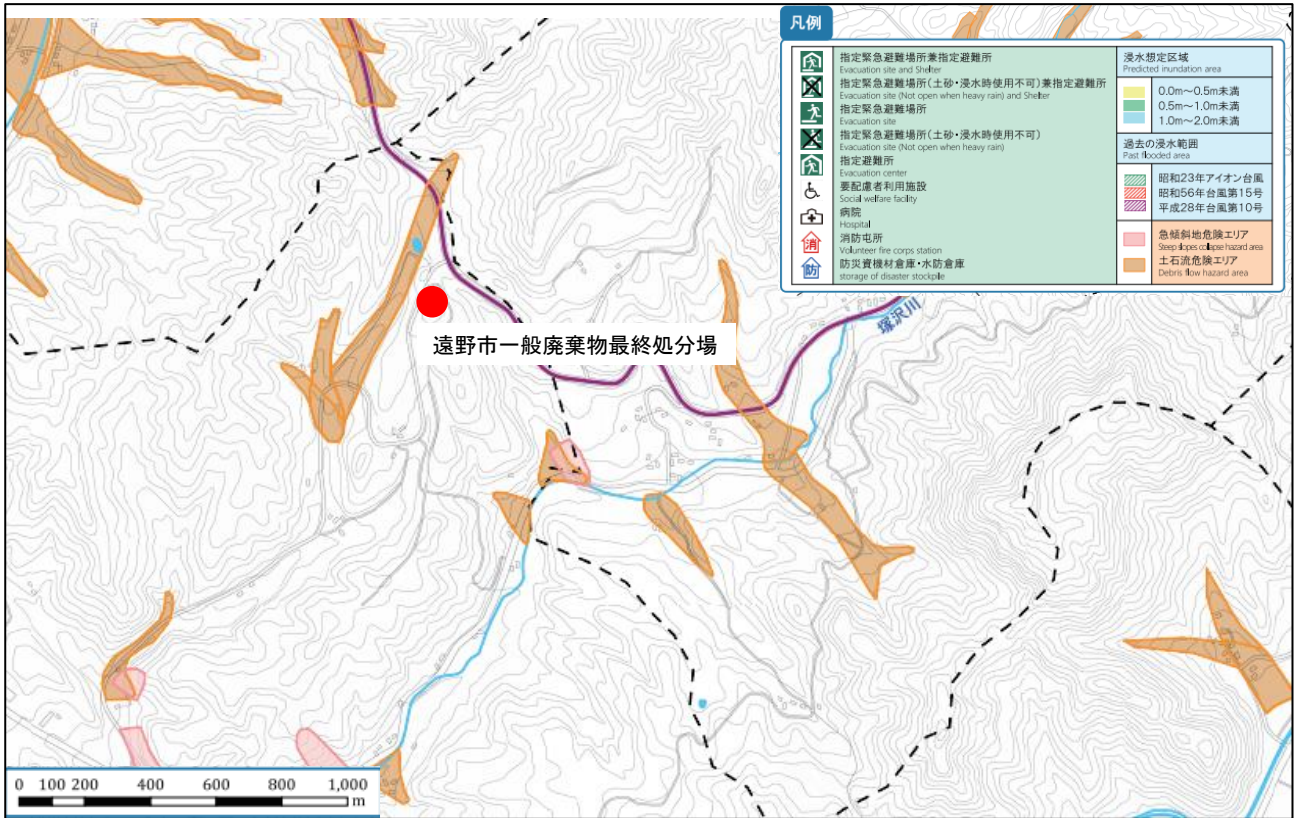 凡例
指定緊急避難場所兼指定避難所
Evacuation site and Shelter
指定緊急避難場所(土砂・浸水時使用不可)兼指定避難所
Evacuation site (Not open when heavy rain) and Shelter
指定緊急避難場所
Evacuation site
指定緊急避難場所(土砂・浸水時使用不可)
Evacuation site (Not open when heavy rain)
指定避難所
Evacuation center
要配慮者利用施設
Social welfare facility
病院
Hospital
消
消防屯所
Volunteer fire corps station
防
防災資機材倉庫・水防倉庫
storage of disaster stockpile
浸水想定区域
Predicted inundation area
0.0m～0.5m未満
0.5m～1.0m未満
1.0m～2.0m未満
過去の浸水範囲
Past flooded area
昭和23年アイオン台風
昭和56年台風第15号
平成28年台風第10号
急傾斜地危険エリア
Steep slopes collapse hazard area
土石流危険エリア
Debris flow hazard area
塚沢川
遠野市一般廃棄物最終処分場
0 100 200 400 600 800 1,000
m